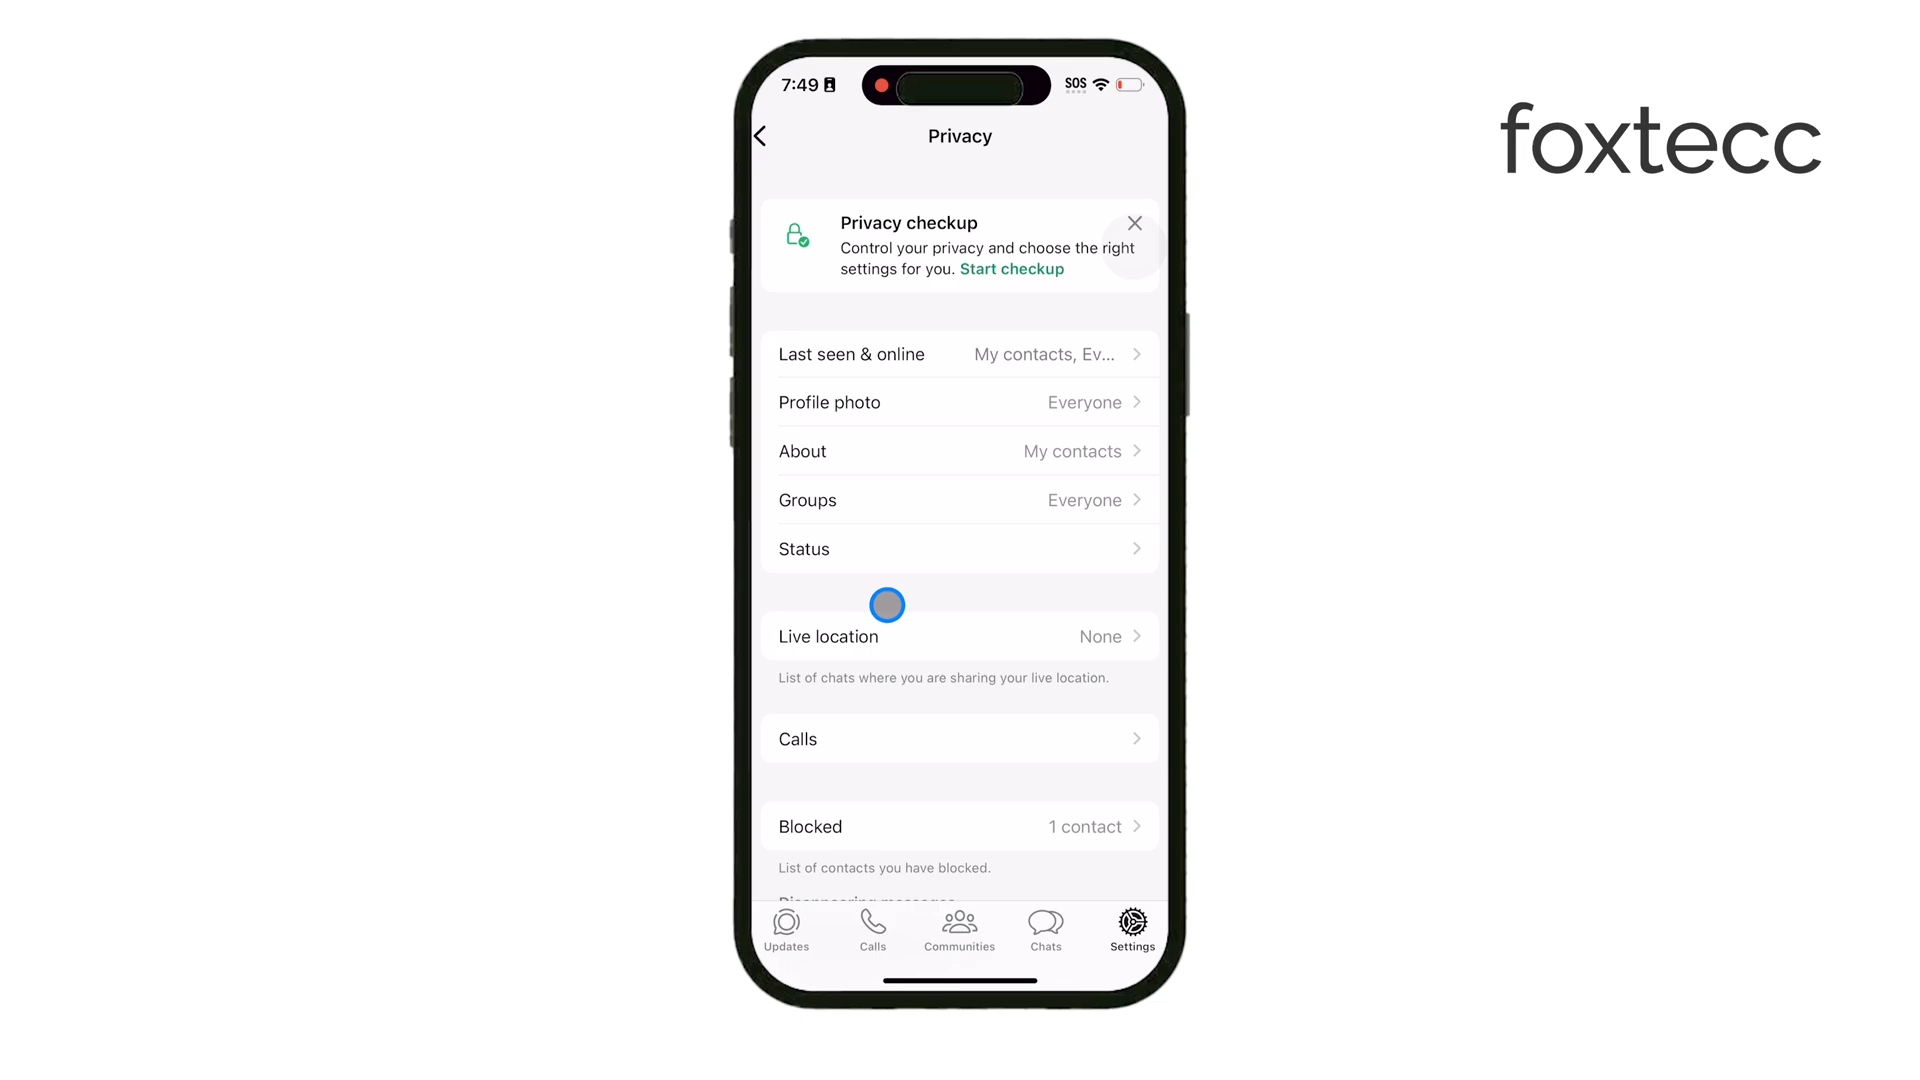 foxtecc
7:49
SOS
Privacy
Privacy checkup
Control your privacy and choose the right
settings for you. Start checkup
Last seen & online My contacts, Ev...
Profile photo Everyone
About My contacts
Groups Everyone
Status
Live location None
List of chats where you are sharing your live location.
Calls
Blocked 1 contact
List of contacts you have blocked.
Disappearing messages
Updates Calls Communities Chats Settings